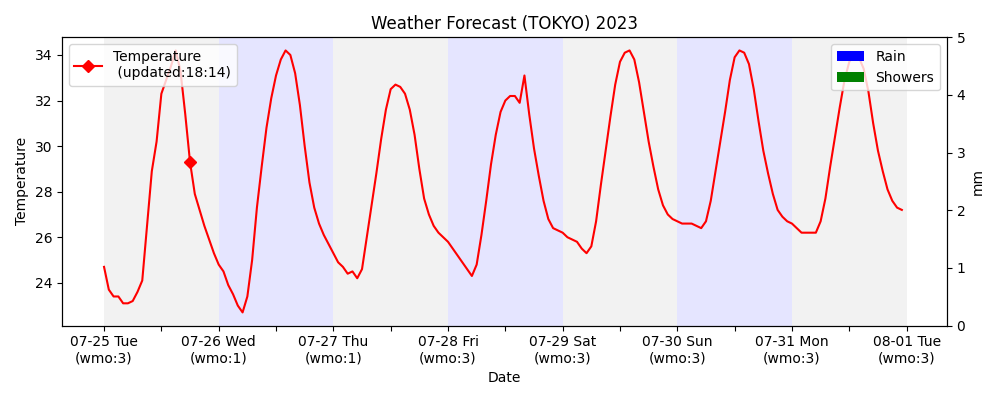 Weather Forecast (TOKYO) 2023
Temperature
(updated:18:14)
Rain
Showers
34
32
30
28
26
24
Temperature
5
4
3
2
1
0
mm
07-25 Tue
(wmo:3)
07-26 Wed
(wmo:1)
07-27 Thu
(wmo:1)
07-28 Fri
(wmo:3)
07-29 Sat
(wmo:3)
07-30 Sun
(wmo:3)
07-31 Mon
(wmo:3)
08-01 Tue
(wmo:3)
Date